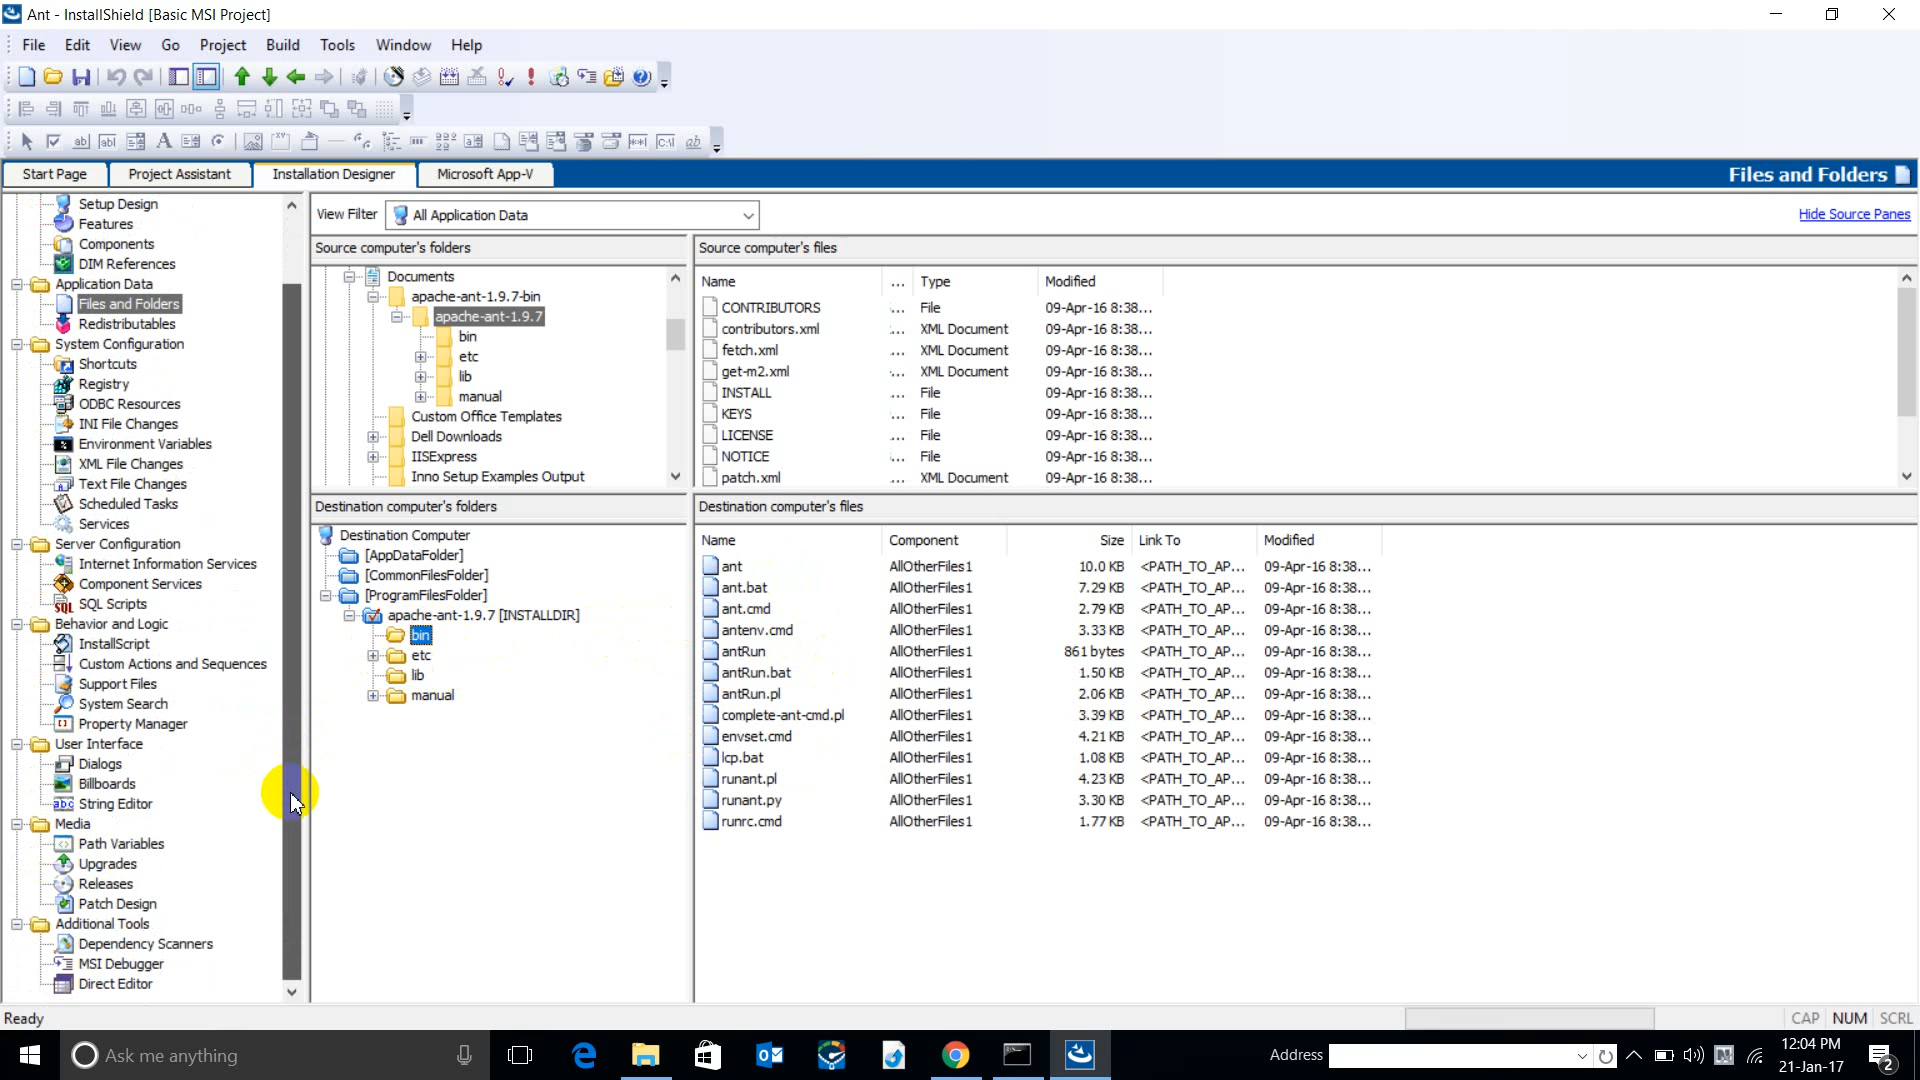 Ant - InstallShield [Basic MSI Project]
File Edit View Go Project Build Tools Window Help
Start Page Project Assistant Installation Designer Microsoft App-V Files and Folders
Setup Design
Features
Components
DIM References
Application Data
Files and Folders
Redistributables
System Configuration
Shortcuts
Registry
ODBC Resources
INI File Changes
Environment Variables
XML File Changes
Text File Changes
Scheduled Tasks
Services
Server Configuration
Internet Information Services
Component Services
SQL Scripts
Behavior and Logic
InstallScript
Custom Actions and Sequences
Support Files
System Search
Property Manager
User Interface
Dialogs
Billboards
String Editor
Media
Path Variables
Upgrades
Releases
Patch Design
Additional Tools
Dependency Scanners
MSI Debugger
Direct Editor
View Filter All Application Data Hide Source Panes
Source computer's folders
Documents
apache-ant-1.9.7-bin
apache-ant-1.9.7
bin
etc
lib
manual
Custom Office Templates
Dell Downloads
IISExpress
Inno Setup Examples Output
Source computer's files
Name ... Type Modified
CONTRIBUTORS ... File 09-Apr-16 8:38...
contributors.xml ... XML Document 09-Apr-16 8:38...
fetch.xml ... XML Document 09-Apr-16 8:38...
get-m2.xml ... XML Document 09-Apr-16 8:38...
INSTALL ... File 09-Apr-16 8:38...
KEYS ... File 09-Apr-16 8:38...
LICENSE ... File 09-Apr-16 8:38...
NOTICE ... File 09-Apr-16 8:38...
patch.xml ... XML Document 09-Apr-16 8:38...
Destination computer's folders
Destination Computer
[AppDataFolder]
[CommonFilesFolder]
[ProgramFilesFolder]
apache-ant-1.9.7 [INSTALLDIR]
bin
etc
lib
manual
Destination computer's files
Name Component Size Link To Modified
ant AllOtherFiles1 10.0 KB <PATH_TO_AP... 09-Apr-16 8:38...
ant.bat AllOtherFiles1 7.29 KB <PATH_TO_AP... 09-Apr-16 8:38...
ant.cmd AllOtherFiles1 2.79 KB <PATH_TO_AP... 09-Apr-16 8:38...
antenv.cmd AllOtherFiles1 3.33 KB <PATH_TO_AP... 09-Apr-16 8:38...
antRun AllOtherFiles1 861 bytes <PATH_TO_AP... 09-Apr-16 8:38...
antRun.bat AllOtherFiles1 1.50 KB <PATH_TO_AP... 09-Apr-16 8:38...
antRun.pl AllOtherFiles1 2.06 KB <PATH_TO_AP... 09-Apr-16 8:38...
complete-ant-cmd.pl AllOtherFiles1 3.39 KB <PATH_TO_AP... 09-Apr-16 8:38...
envset.cmd AllOtherFiles1 4.21 KB <PATH_TO_AP... 09-Apr-16 8:38...
lcp.bat AllOtherFiles1 1.08 KB <PATH_TO_AP... 09-Apr-16 8:38...
runant.pl AllOtherFiles1 4.23 KB <PATH_TO_AP... 09-Apr-16 8:38...
runant.py AllOtherFiles1 3.30 KB <PATH_TO_AP... 09-Apr-16 8:38...
runrc.cmd AllOtherFiles1 1.77 KB <PATH_TO_AP... 09-Apr-16 8:38...
Ready CAP NUM SCRL
Ask me anything Address 12:04 PM
21-Jan-17 2